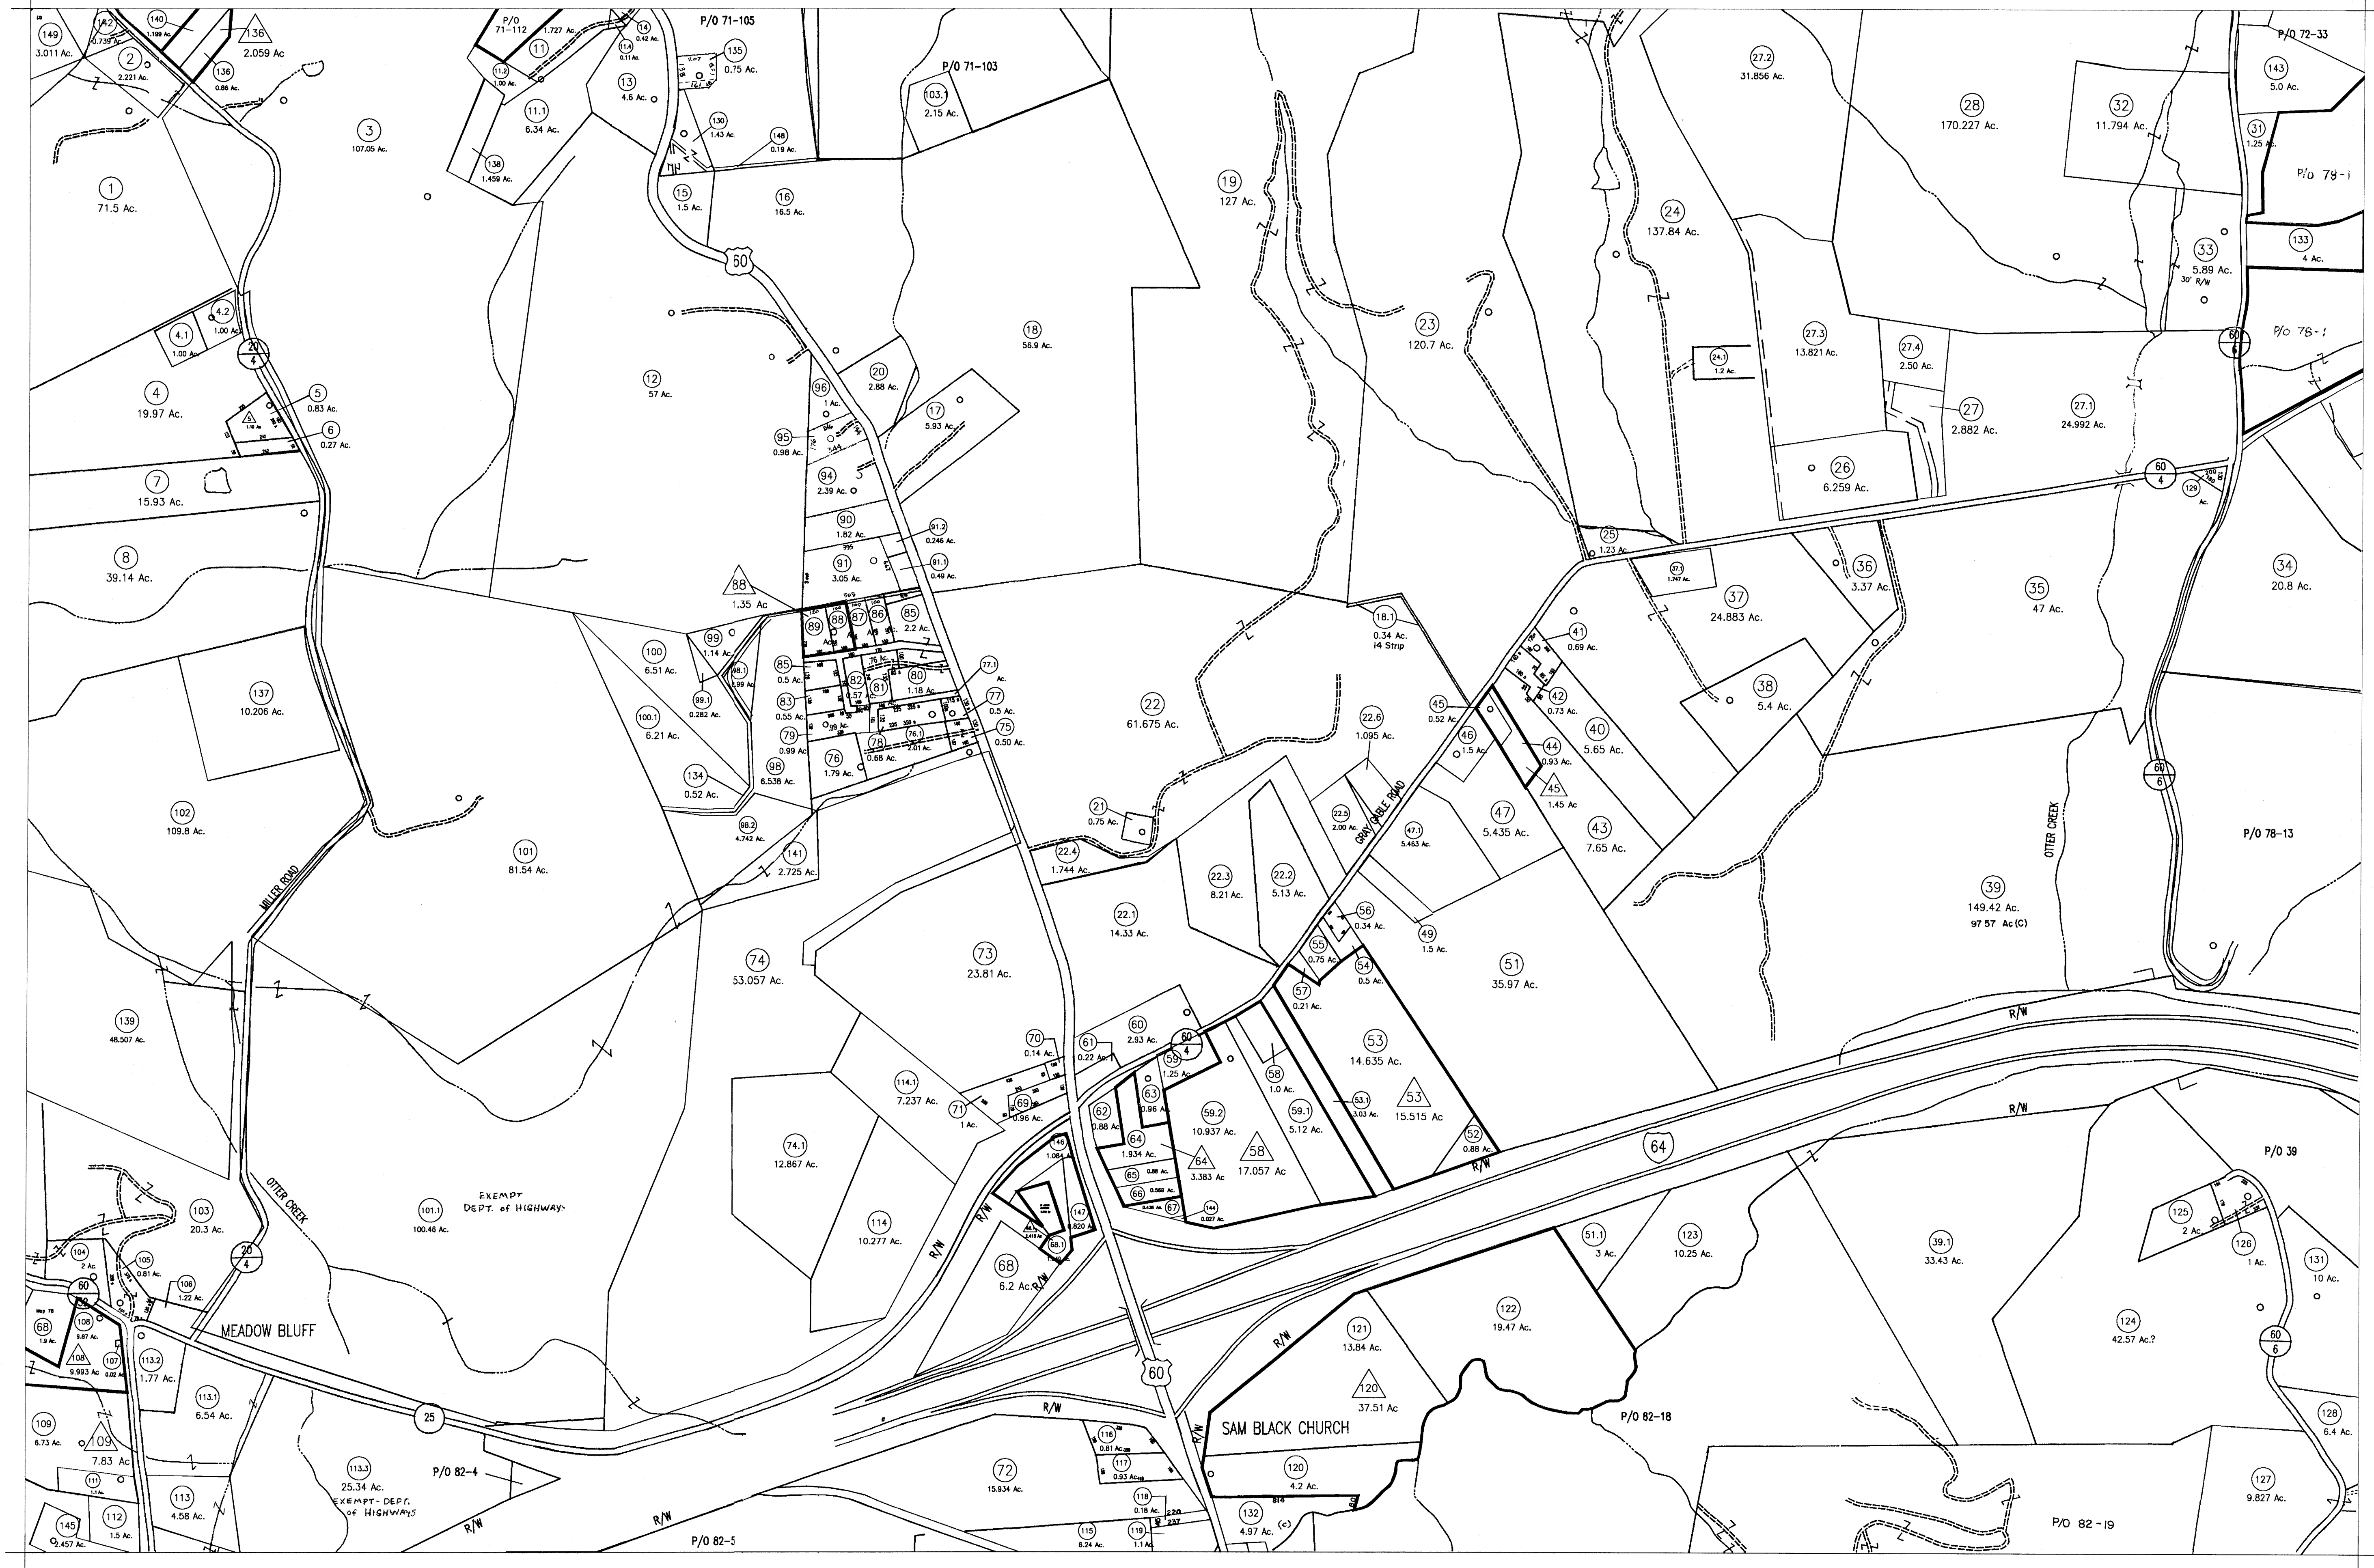 149
3.011 Ac.
142
0.739 Ac.
140
1.199 Ac.
136
2.059 Ac
2
2.221 Ac.
136
0.86 Ac.
P/O
71-112
1.727 Ac.
11
14
0.42 Ac.
11.4
0.11 Ac.
P/O 71-105
11.2
1.00 Ac.
13
4.6 Ac.
135
0.75 Ac.
P/O 71-103
103.1
2.15 Ac.
27.2
31.856 Ac.
P/O 72-33
143
5.0 Ac.
28
170.227 Ac.
32
11.794 Ac.
31
1.25 Ac.
3
107.05 Ac.
11.1
6.34 Ac.
130
1.43 Ac.
148
0.19 Ac.
138
1.459 Ac.
1
71.5 Ac.
15
1.5 Ac.
16
16.5 Ac.
19
127 Ac.
24
137.84 Ac.
P/O 78-1
133
4 Ac.
33
5.89 Ac.
30' R/W
60
4.2
1.00 Ac.
4.1
1.00 Ac.
20
4
18
56.9 Ac.
23
120.7 Ac.
27.3
13.821 Ac.
27.4
2.50 Ac.
60
6
P/O 78-1
24.1
1.2 Ac.
4
19.97 Ac.
5
0.83 Ac.
6
0.27 Ac.
12
57 Ac.
96
1 Ac.
20
2.88 Ac.
17
5.93 Ac.
95
0.98 Ac.
27
2.882 Ac.
27.1
24.992 Ac.
7
15.93 Ac.
94
2.39 Ac.
26
6.259 Ac.
60
4
129
Ac.
8
39.14 Ac.
90
1.82 Ac.
91.2
0.246 Ac.
91
3.05 Ac.
91.1
0.49 Ac.
25
1.23 Ac.
37.1
1.747 Ac.
36
3.37 Ac.
35
47 Ac.
34
20.8 Ac.
88
1.35 Ac
89
88
87
86
85
2.2 Ac.
18.1
0.34 Ac.
14 Strip
37
24.883 Ac.
41
0.69 Ac.
100
6.51 Ac.
99
1.14 Ac.
98.1
99.1
0.282 Ac.
85
0.5 Ac.
82
0.57
81
80
1.18 Ac.
77.1
Ac.
77
0.5 Ac.
137
10.206 Ac.
100.1
6.21 Ac.
83
0.55 Ac.
79
0.99 Ac.
78
0.68 Ac.
76.1
2.01 Ac.
75
0.50 Ac.
76
1.79 Ac.
98
6.538 Ac.
134
0.52 Ac.
22
61.675 Ac.
22.6
1.095 Ac.
45
0.52 Ac.
46
1.5 Ac.
42
0.73 Ac.
38
5.4 Ac.
40
5.65 Ac.
44
0.93 Ac.
45
1.45 Ac
60
6
102
109.8 Ac.
101
81.54 Ac.
98.2
4.742 Ac.
141
2.725 Ac.
21
0.75 Ac.
22.4
1.744 Ac.
22.5
2.00 Ac.
GRAY GABLE ROAD
47.1
5.463 Ac.
47
5.435 Ac.
43
7.65 Ac.
OTTER CREEK
P/O 78-13
MILLER ROAD
22.3
8.21 Ac.
22.2
5.13 Ac.
22.1
14.33 Ac.
56
0.34 Ac.
49
1.5 Ac.
39
149.42 Ac.
97 57 Ac(C)
74
53.057 Ac.
73
23.81 Ac.
55
0.75 Ac.
54
0.5 Ac.
57
0.21 Ac.
51
35.97 Ac.
R/W
139
48.507 Ac.
70
0.14 Ac.
61
0.22 Ac.
60
2.93 Ac.
60
4
59
1.25 Ac.
53
14.635 Ac.
53
15.515 Ac
58
1.0 Ac.
53.1
3.03 Ac.
114.1
7.237 Ac.
71
1 Ac.
69
0.96 Ac.
62
0.88 Ac.
63
0.96 Ac.
59.2
10.937 Ac.
59.1
5.12 Ac.
52
0.88 Ac.
R/W
R/W
64
74.1
12.867 Ac.
146
1.084
64
1.934 Ac.
64
3.383 Ac
58
17.057 Ac
65
0.88 Ac.
66
0.568 Ac.
67
144
0.027 Ac.
P/O 39
103
20.3 Ac.
OTTER CREEK
101.1
100.46 Ac.
EXEMPT
DEPT. of HIGHWAYS
114
10.277 Ac.
R/W
R/W
147
0.820 Ac.
68.1
68
6.2 Ac.
R/W
51.1
3 Ac.
123
10.25 Ac.
39.1
33.43 Ac.
125
2 Ac.
126
1 Ac.
131
10 Ac.
104
2 Ac.
105
0.81 Ac.
106
1.22 Ac.
20
4
60
Map 76
68
1.9 Ac.
108
9.87 Ac.
108
9.993 Ac
107
0.02 Ac.
MEADOW BLUFF
113.2
1.77 Ac.
122
19.47 Ac.
121
13.84 Ac.
R/W
124
42.57 Ac.?
60
6
113.1
6.54 Ac.
25
60
120
37.51 Ac
109
6.73 Ac.
109
7.83 Ac
R/W
R/W
SAM BLACK CHURCH
P/O 82-18
128
6.4 Ac.
111
1.1 Ac.
113.3
25.34 Ac.
EXEMPT-DEPT.
of HIGHWAYS
P/O 82-4
116
0.81 Ac.
117
0.93 Ac.
72
15.934 Ac.
120
4.2 Ac.
814
127
9.827 Ac.
113
4.58 Ac.
112
1.5 Ac.
145
2.457 Ac.
R/W
R/W
P/O 82-5
118
0.18 Ac.
220
237
119
1.1 Ac.
115
6.24 Ac.
132
4.97 Ac.
(c)
P/O 82-19